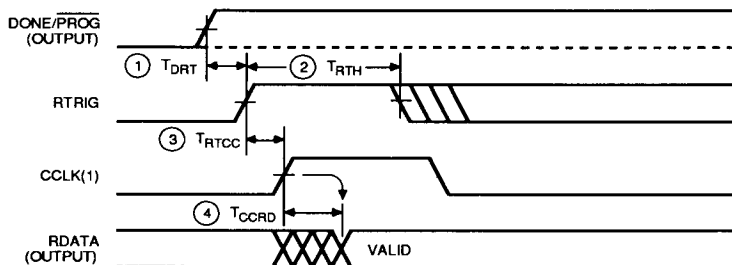 DONE/PROG
(OUTPUT)
1 TDRT
2 TRTH
RTRIG
3 TRTCC
CCLK(1)
4 TCCRD
RDATA
(OUTPUT)
VALID